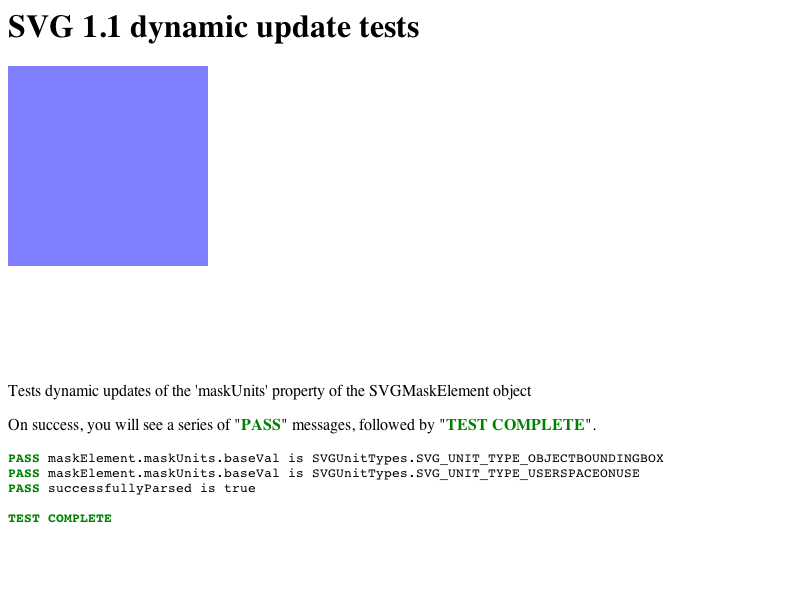 SVG 1.1 dynamic update tests
Tests dynamic updates of the 'maskUnits' property of the SVGMaskElement object
On success, you will see a series of "PASS" messages, followed by "TEST COMPLETE".
PASS maskElement.maskUnits.baseVal is SVGUnitTypes.SVG_UNIT_TYPE_OBJECTBOUNDINGBOX
PASS maskElement.maskUnits.baseVal is SVGUnitTypes.SVG_UNIT_TYPE_USERSPACEONUSE
PASS successfullyParsed is true
TEST COMPLETE